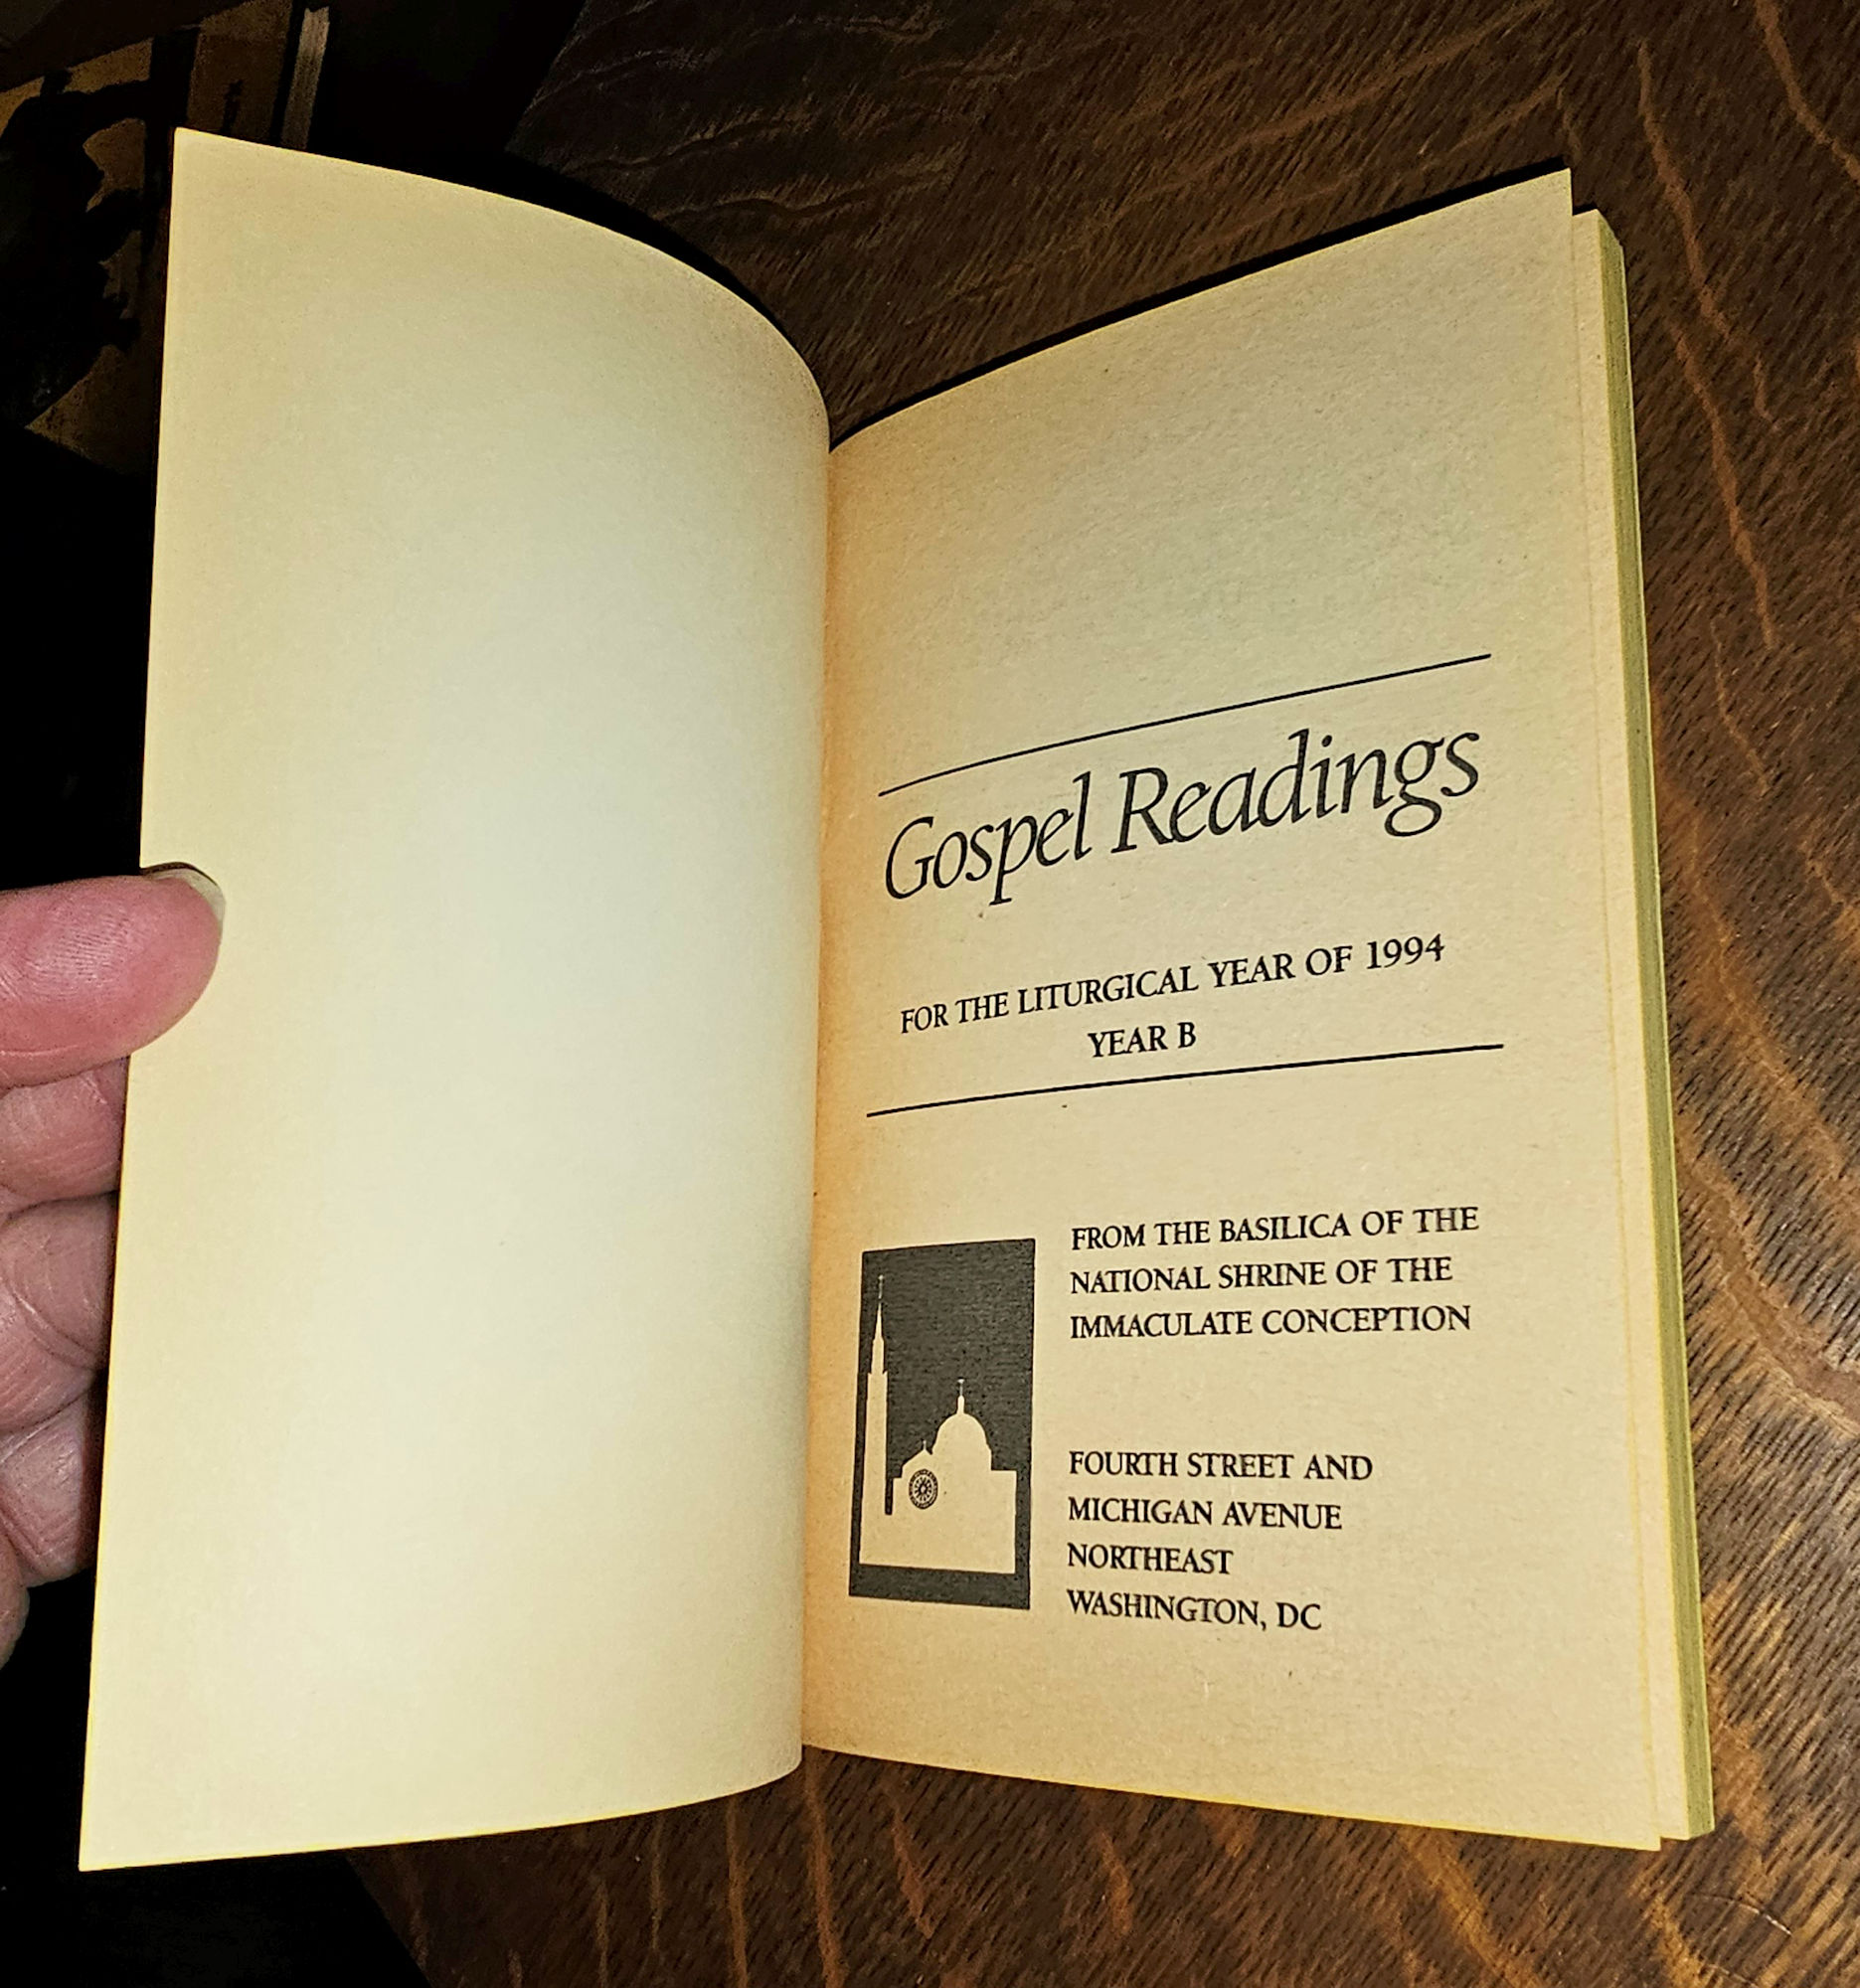 Gospel Readings
FOR THE LITURGICAL YEAR OF 1994
YEAR B
FROM THE BASILICA OF THE
NATIONAL SHRINE OF THE
IMMACULATE CONCEPTION
FOURTH STREET AND
MICHIGAN AVENUE
NORTHEAST
WASHINGTON, DC